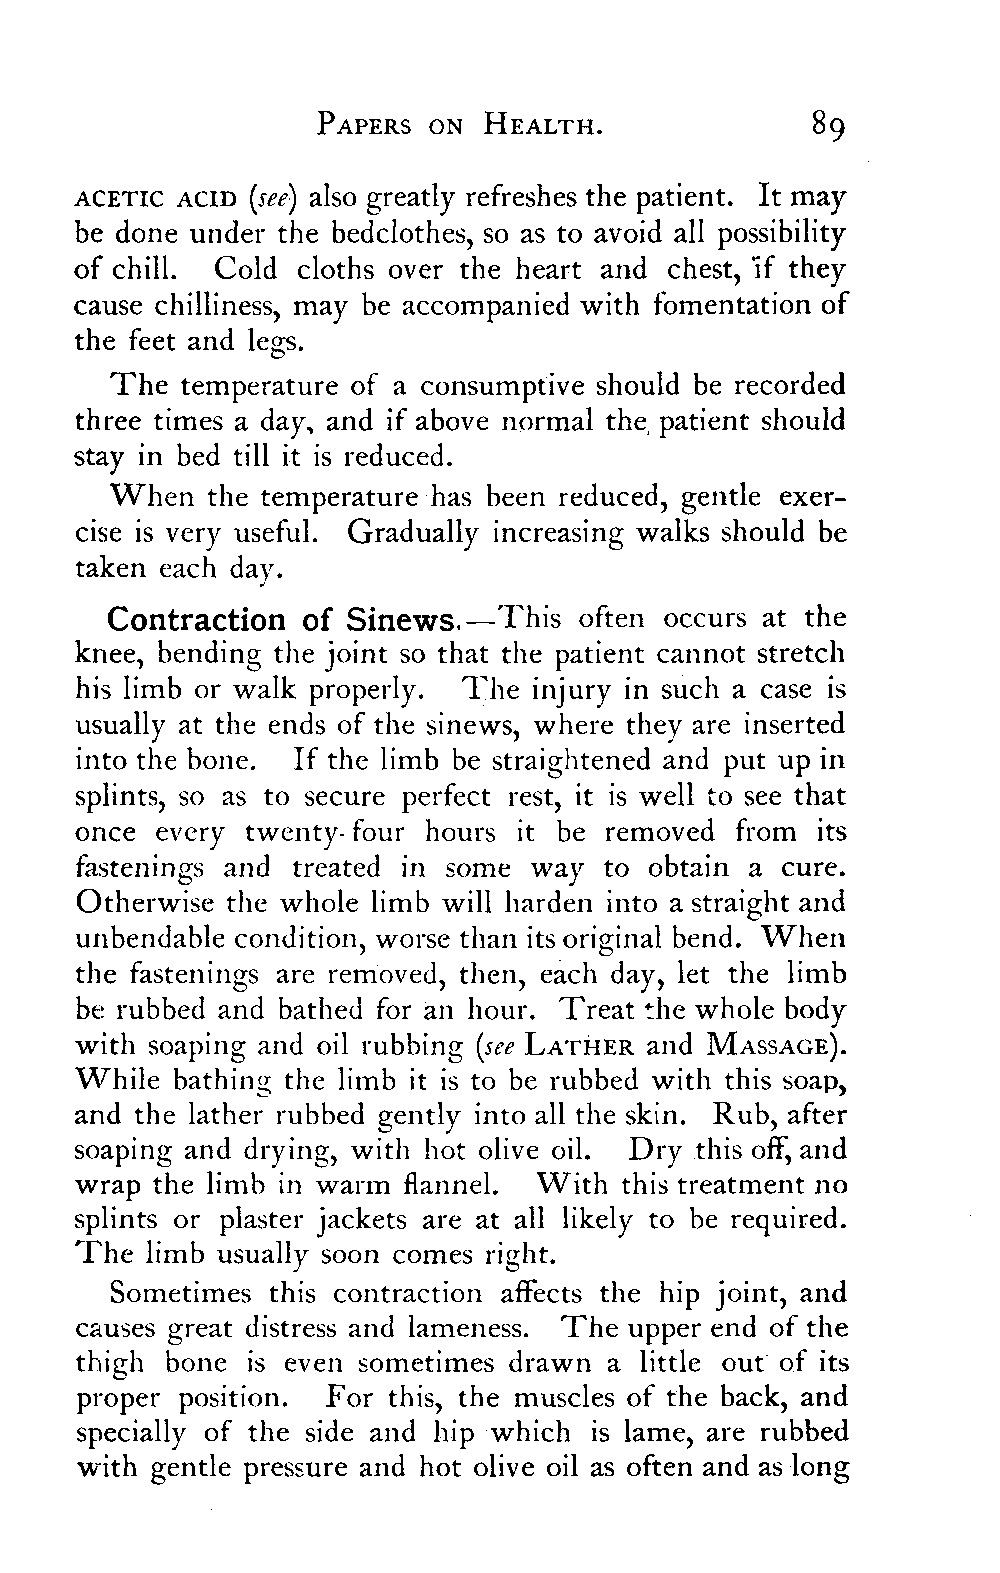 PAPERS ON HEALTH. 89
ACETIC ACID (see) also greatly refreshes the patient. It may
be done under the bedclothes, so as to avoid all possibility
of chill. Cold cloths over the heart and chest, if they
cause chilliness, may be accompanied with fomentation of
the feet and legs.
The temperature of a consumptive should be recorded
three times a day, and if above normal the patient should
stay in bed till it is reduced.
When the temperature has been reduced, gentle exer-
cise is very useful. Gradually increasing walks should be
taken each day.
Contraction of Sinews.—This often occurs at the
knee, bending the joint so that the patient cannot stretch
his limb or walk properly. The injury in such a case is
usually at the ends of the sinews, where they are inserted
into the bone. If the limb be straightened and put up in
splints, so as to secure perfect rest, it is well to see that
once every twenty-four hours it be removed from its
fastenings and treated in some way to obtain a cure.
Otherwise the whole limb will harden into a straight and
unbendable condition, worse than its original bend. When
the fastenings are removed, then, each day, let the limb
be rubbed and bathed for an hour. Treat the whole body
with soaping and oil rubbing (see LATHER and MASSAGE).
While bathing the limb it is to be rubbed with this soap,
and the lather rubbed gently into all the skin. Rub, after
soaping and drying, with hot olive oil. Dry this off, and
wrap the limb in warm flannel. With this treatment no
splints or plaster jackets are at all likely to be required.
The limb usually soon comes right.
Sometimes this contraction affects the hip joint, and
causes great distress and lameness. The upper end of the
thigh bone is even sometimes drawn a little out of its
proper position. For this, the muscles of the back, and
specially of the side and hip which is lame, are rubbed
with gentle pressure and hot olive oil as often and as long